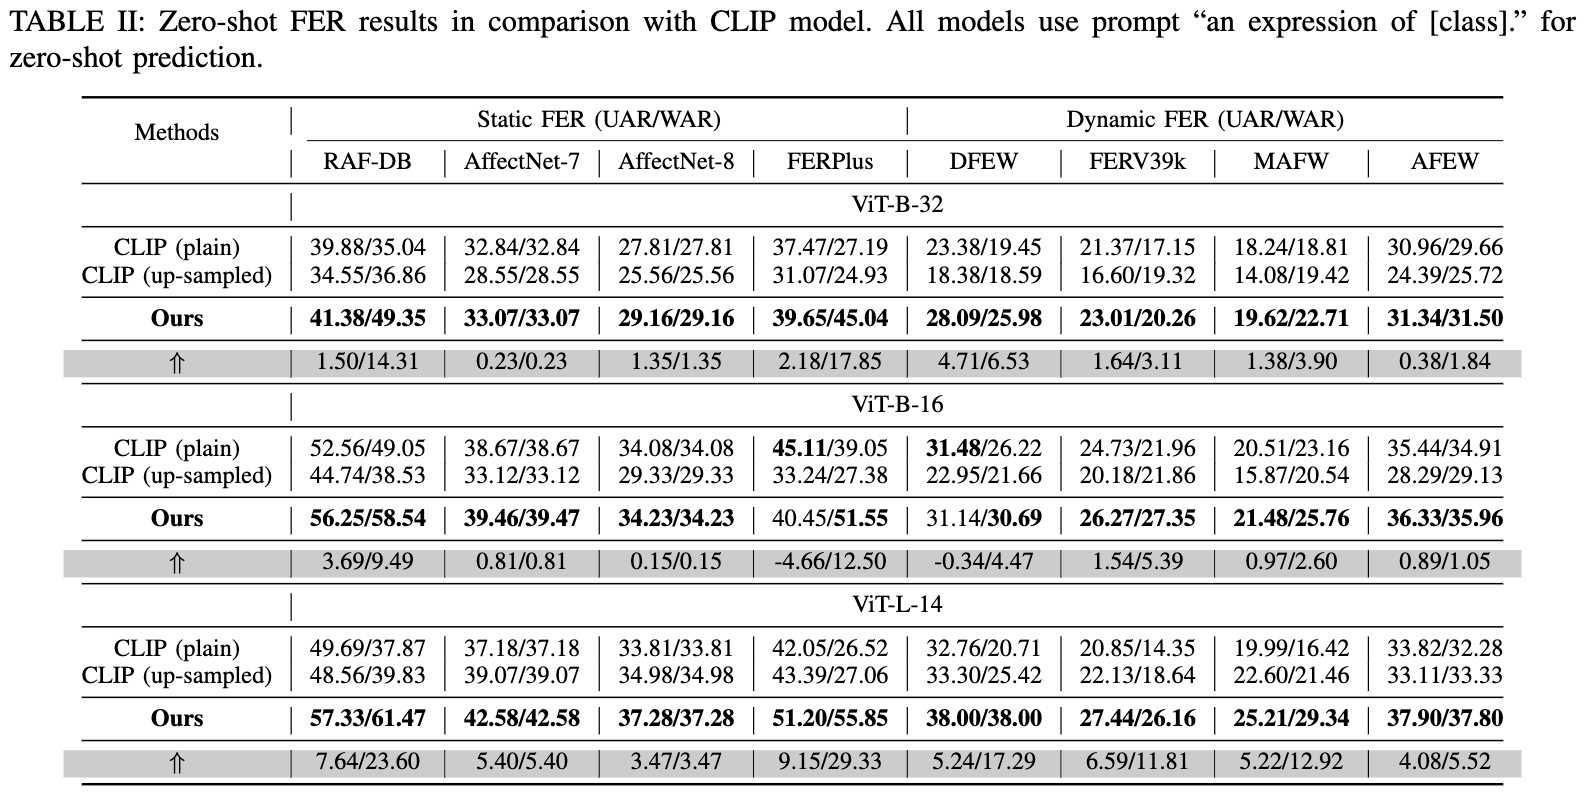 TABLE II: Zero-shot FER results in comparison with CLIP model. All models use prompt “an expression of [class].” for
zero-shot prediction.
Methods | Static FER (UAR/WAR) | Dynamic FER (UAR/WAR)
| RAF-DB | AffectNet-7 | AffectNet-8 | FERPlus | DFEW | FERV39k | MAFW | AFEW
| ViT-B-32
CLIP (plain) | 39.88/35.04 | 32.84/32.84 | 27.81/27.81 | 37.47/27.19 | 23.38/19.45 | 21.37/17.15 | 18.24/18.81 | 30.96/29.66
CLIP (up-sampled) | 34.55/36.86 | 28.55/28.55 | 25.56/25.56 | 31.07/24.93 | 18.38/18.59 | 16.60/19.32 | 14.08/19.42 | 24.39/25.72
Ours | 41.38/49.35 | 33.07/33.07 | 29.16/29.16 | 39.65/45.04 | 28.09/25.98 | 23.01/20.26 | 19.62/22.71 | 31.34/31.50
⇑ | 1.50/14.31 | 0.23/0.23 | 1.35/1.35 | 2.18/17.85 | 4.71/6.53 | 1.64/3.11 | 1.38/3.90 | 0.38/1.84
| ViT-B-16
CLIP (plain) | 52.56/49.05 | 38.67/38.67 | 34.08/34.08 | 45.11/39.05 | 31.48/26.22 | 24.73/21.96 | 20.51/23.16 | 35.44/34.91
CLIP (up-sampled) | 44.74/38.53 | 33.12/33.12 | 29.33/29.33 | 33.24/27.38 | 22.95/21.66 | 20.18/21.86 | 15.87/20.54 | 28.29/29.13
Ours | 56.25/58.54 | 39.46/39.47 | 34.23/34.23 | 40.45/51.55 | 31.14/30.69 | 26.27/27.35 | 21.48/25.76 | 36.33/35.96
⇑ | 3.69/9.49 | 0.81/0.81 | 0.15/0.15 | -4.66/12.50 | -0.34/4.47 | 1.54/5.39 | 0.97/2.60 | 0.89/1.05
| ViT-L-14
CLIP (plain) | 49.69/37.87 | 37.18/37.18 | 33.81/33.81 | 42.05/26.52 | 32.76/20.71 | 20.85/14.35 | 19.99/16.42 | 33.82/32.28
CLIP (up-sampled) | 48.56/39.83 | 39.07/39.07 | 34.98/34.98 | 43.39/27.06 | 33.30/25.42 | 22.13/18.64 | 22.60/21.46 | 33.11/33.33
Ours | 57.33/61.47 | 42.58/42.58 | 37.28/37.28 | 51.20/55.85 | 38.00/38.00 | 27.44/26.16 | 25.21/29.34 | 37.90/37.80
⇑ | 7.64/23.60 | 5.40/5.40 | 3.47/3.47 | 9.15/29.33 | 5.24/17.29 | 6.59/11.81 | 5.22/12.92 | 4.08/5.52